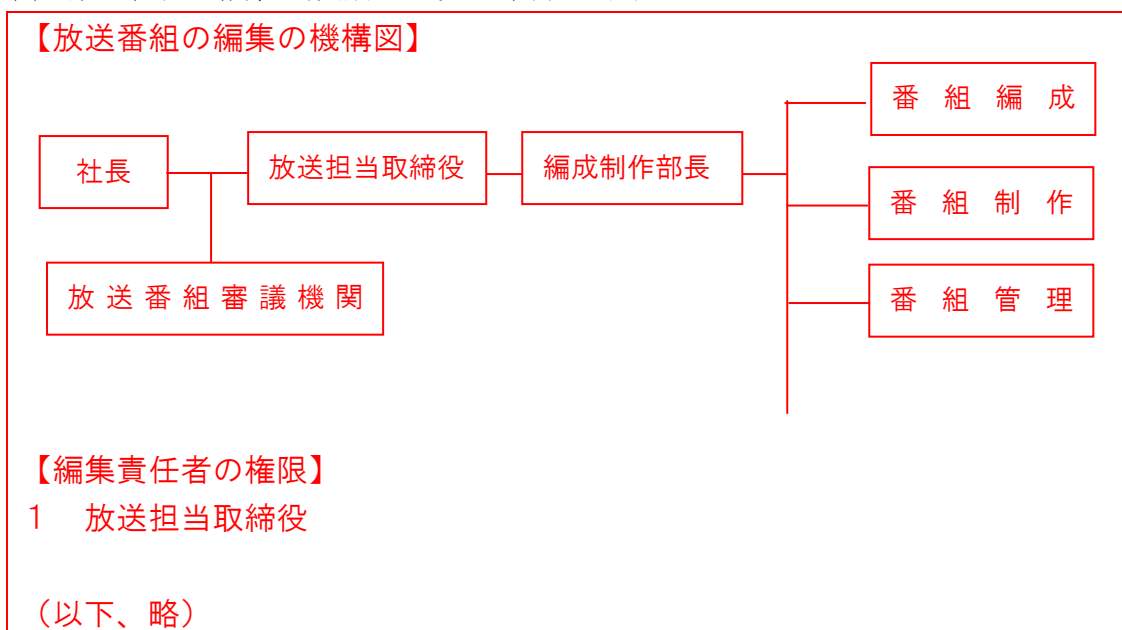 【放送番組の編集の機構図】
番組編成
社長
放送担当取締役
編成制作部長
番組制作
放送番組審議機関
番組管理
【編集責任者の権限】
1 放送担当取締役
（以下、略）